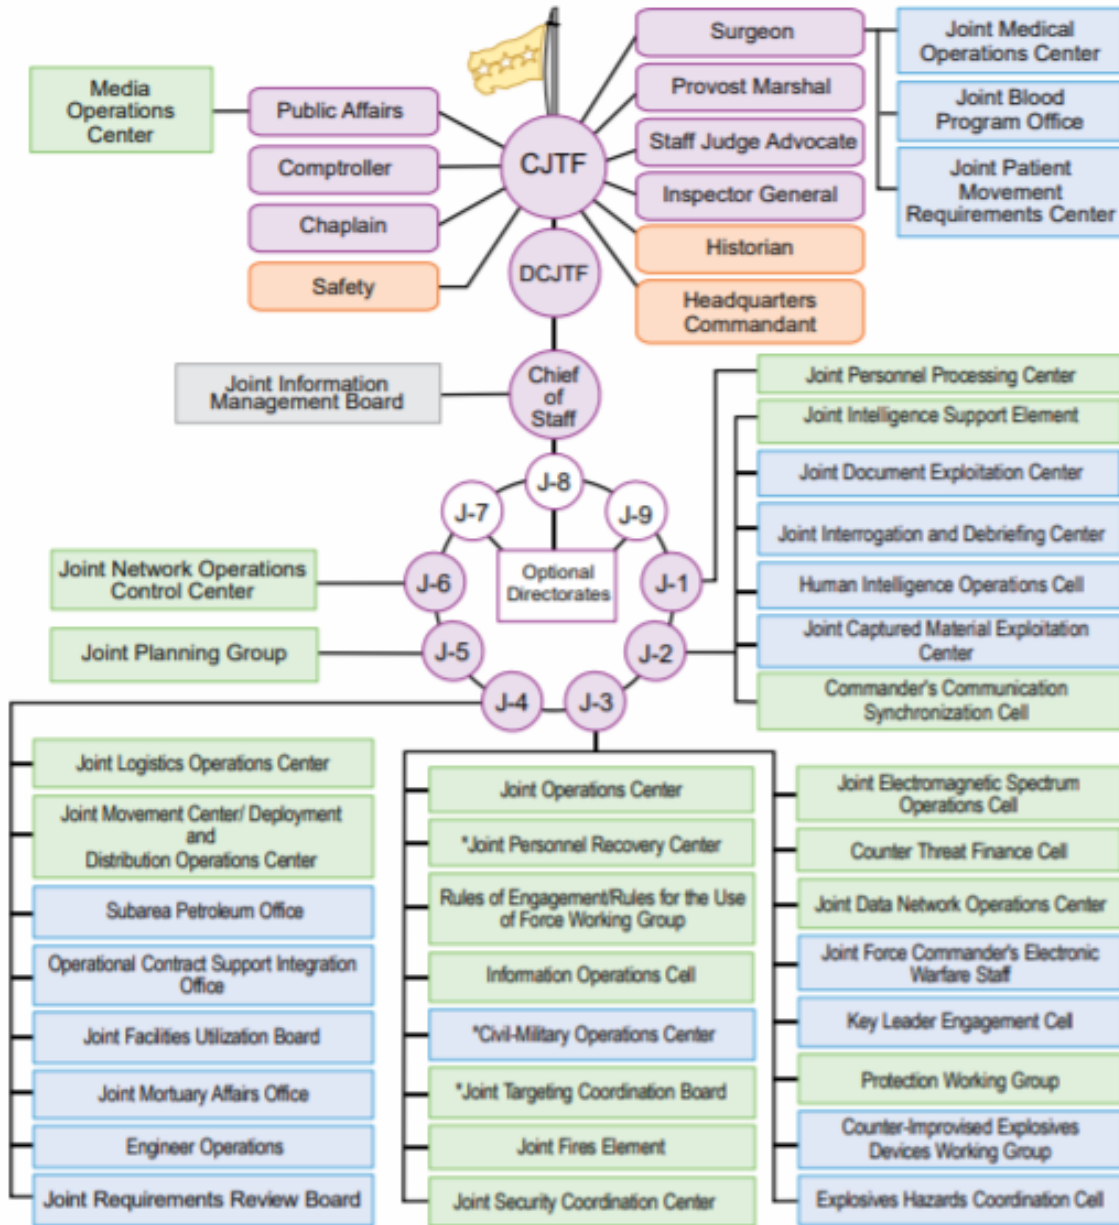 Media
Operations
Center
Public Affairs
Comptroller
Chaplain
Safety
CJTF
DCJTF
Surgeon
Provost Marshal
Staff Judge Advocate
Inspector General
Historian
Headquarters
Commandant
Joint Medical
Operations Center
Joint Blood
Program Office
Joint Patient
Movement
Requirements Center
Joint Information
Management Board
Chief
of
Staff
J-8
J-7
J-9
J-6
J-1
J-5
J-2
J-4
J-3
Optional
Directorates
Joint Network Operations
Control Center
Joint Planning Group
Joint Personnel Processing Center
Joint Intelligence Support Element
Joint Document Exploitation Center
Joint Interrogation and Debriefing Center
Human Intelligence Operations Cell
Joint Captured Material Exploitation
Center
Commander's Communication
Synchronization Cell
Joint Logistics Operations Center
Joint Movement Center/ Deployment
and
Distribution Operations Center
Subarea Petroleum Office
Operational Contract Support Integration
Office
Joint Facilities Utilization Board
Joint Mortuary Affairs Office
Engineer Operations
Joint Requirements Review Board
Joint Operations Center
*Joint Personnel Recovery Center
Rules of Engagement/Rules for the Use
of Force Working Group
Information Operations Cell
*Civil-Military Operations Center
*Joint Targeting Coordination Board
Joint Fires Element
Joint Security Coordination Center
Joint Electromagnetic Spectrum
Operations Cell
Counter Threat Finance Cell
Joint Data Network Operations Center
Joint Force Commander's Electronic
Warfare Staff
Key Leader Engagement Cell
Protection Working Group
Counter-Improvised Explosives
Devices Working Group
Explosives Hazards Coordination Cell